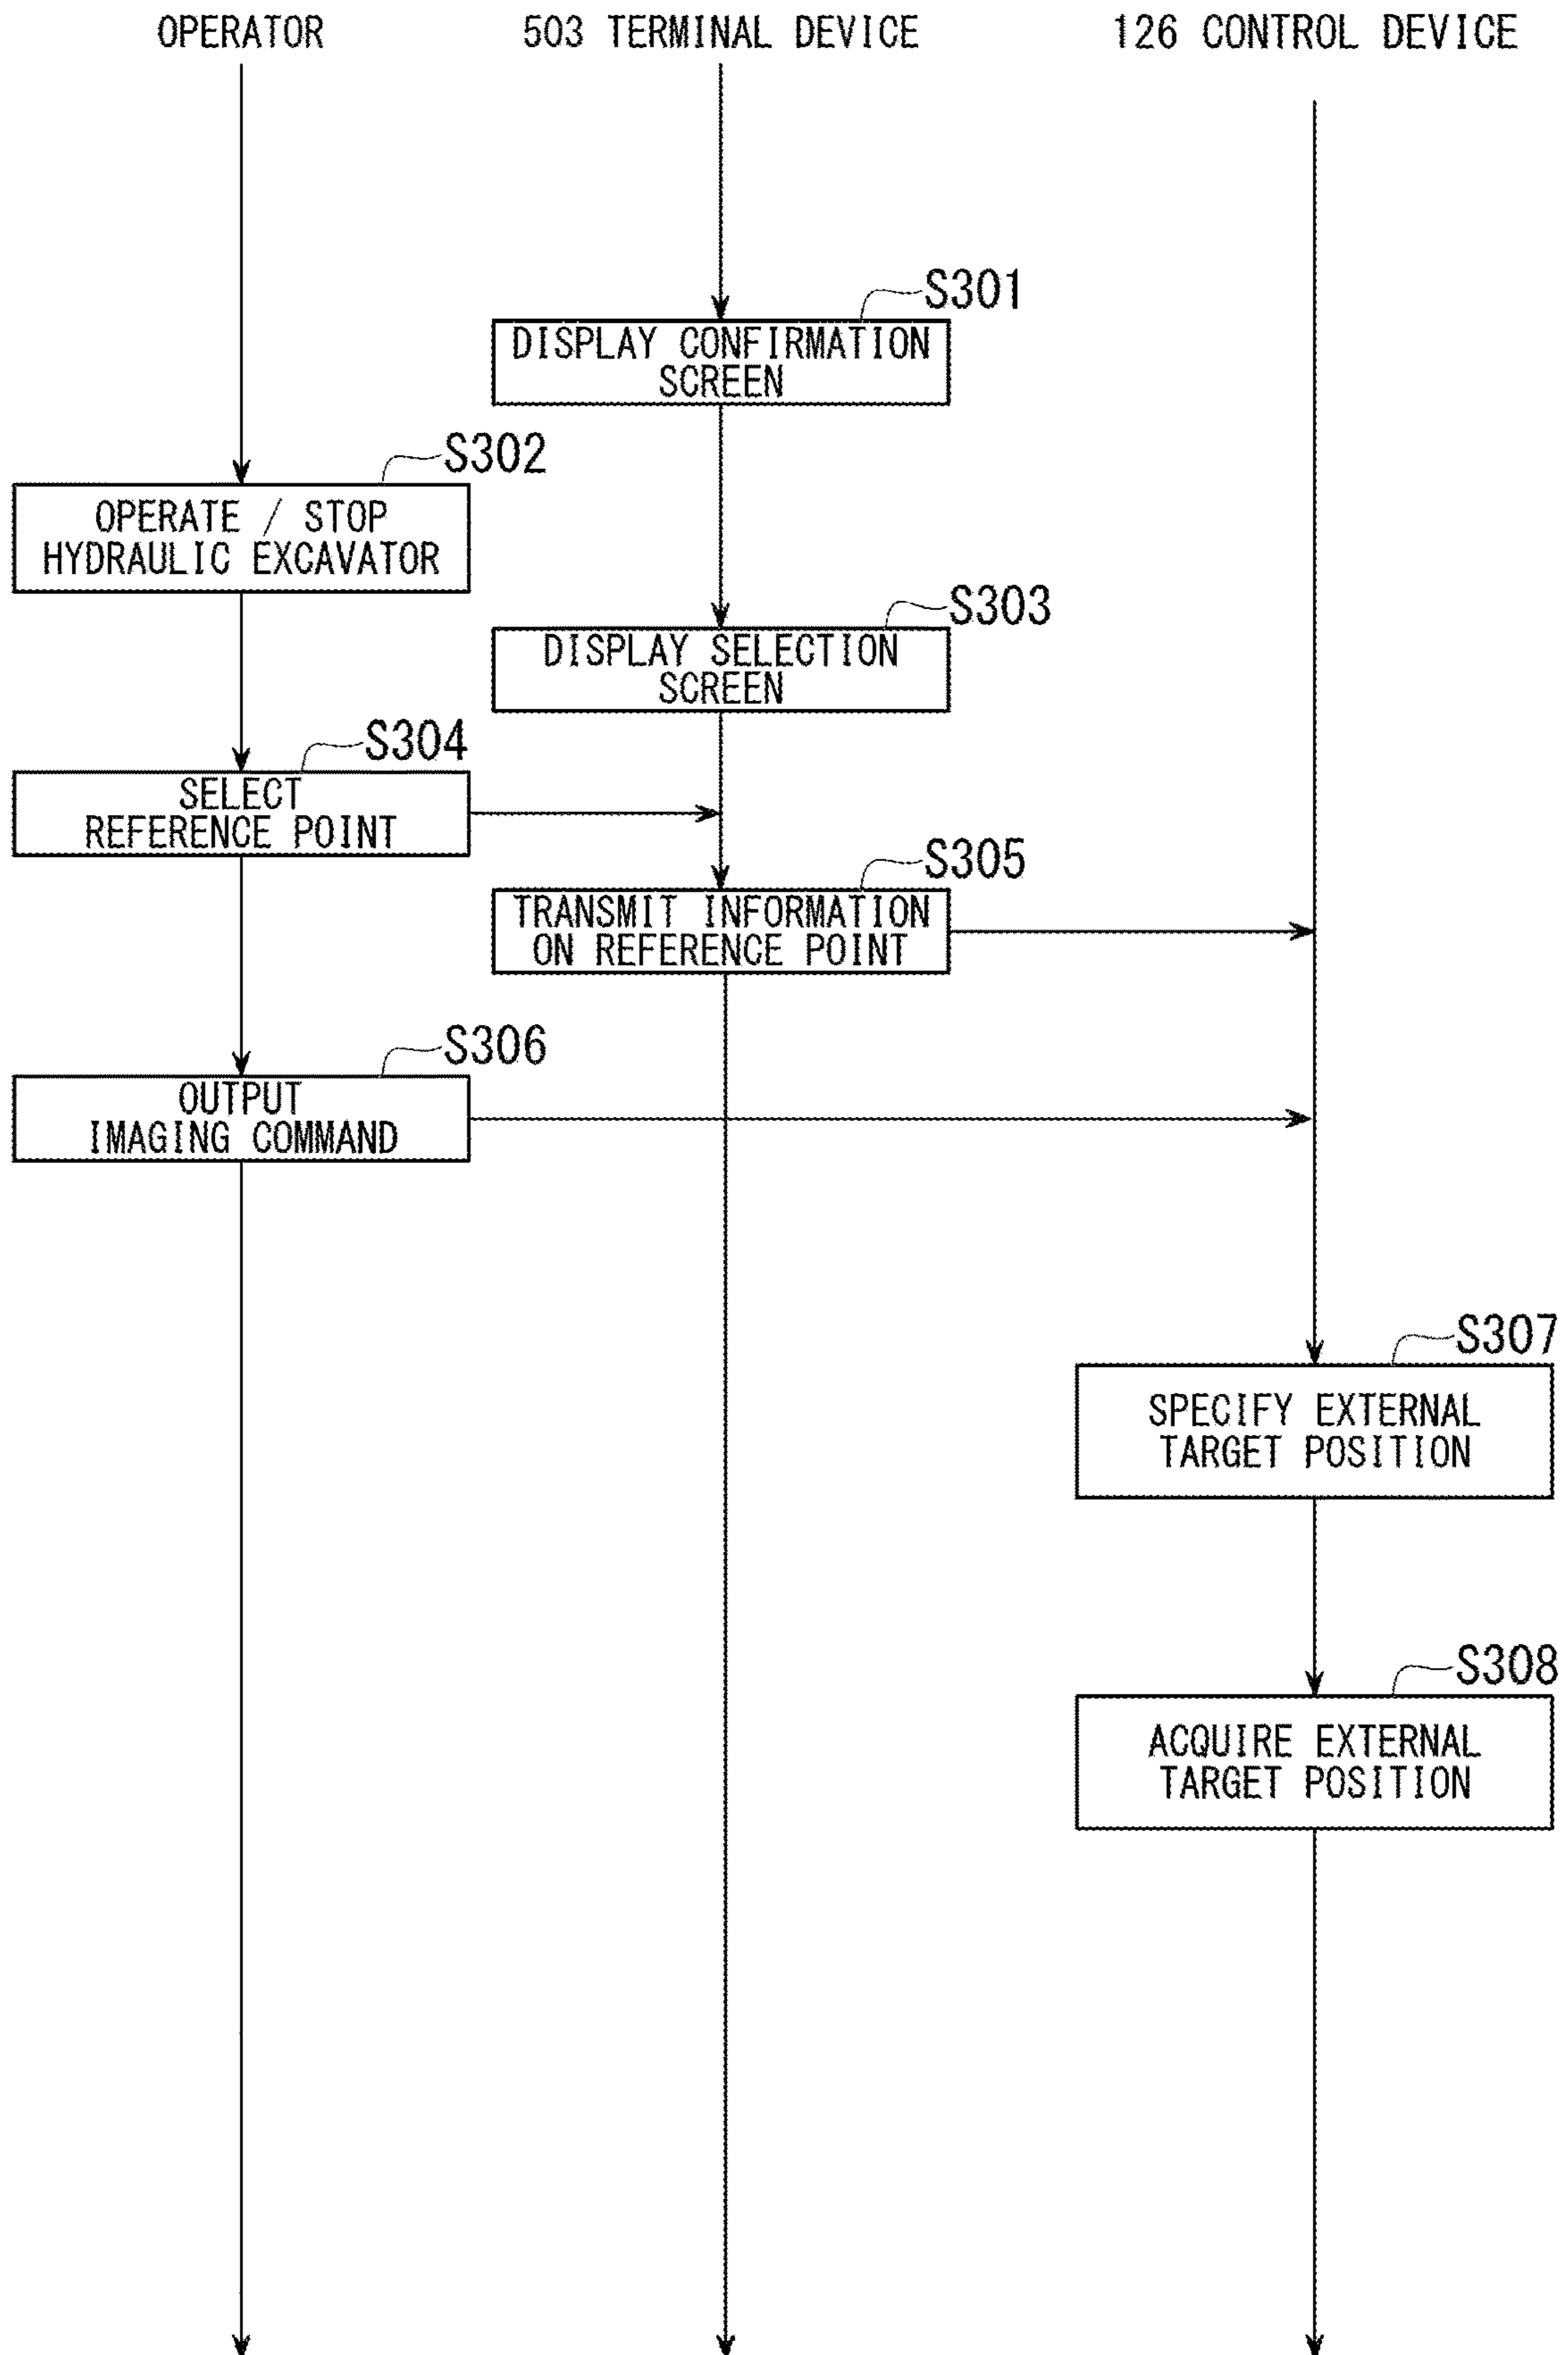 OPERATOR
503 TERMINAL DEVICE
126 CONTROL DEVICE
S301
DISPLAY CONFIRMATION
SCREEN
S302
OPERATE / STOP
HYDRAULIC EXCAVATOR
S303
DISPLAY SELECTION
SCREEN
S304
SELECT
REFERENCE POINT
S305
TRANSMIT INFORMATION
ON REFERENCE POINT
S306
OUTPUT
IMAGING COMMAND
S307
SPECIFY EXTERNAL
TARGET POSITION
S308
ACQUIRE EXTERNAL
TARGET POSITION